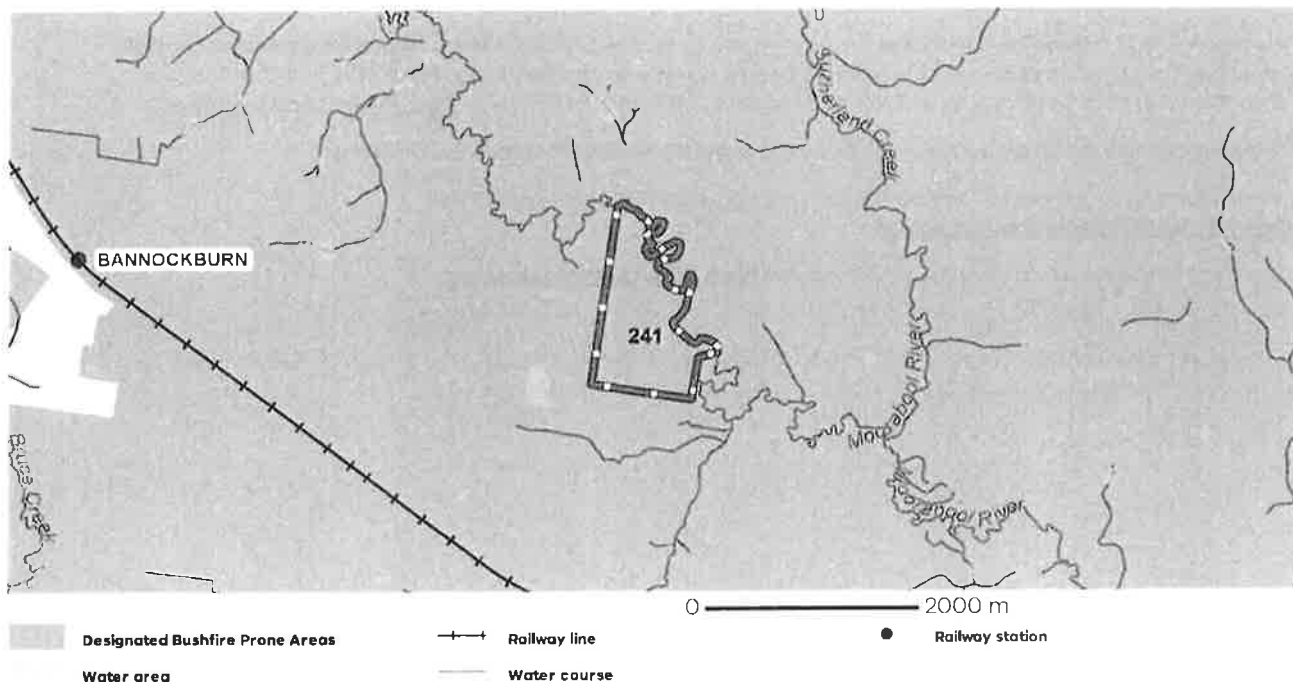 U
Sutherland Creek
BANNOCKBURN
241
Moorabool River
Moorabool River
Bruce Creek
0 2000 m
Designated Bushfire Prone Areas
Railway line
Railway station
Water area
Water course